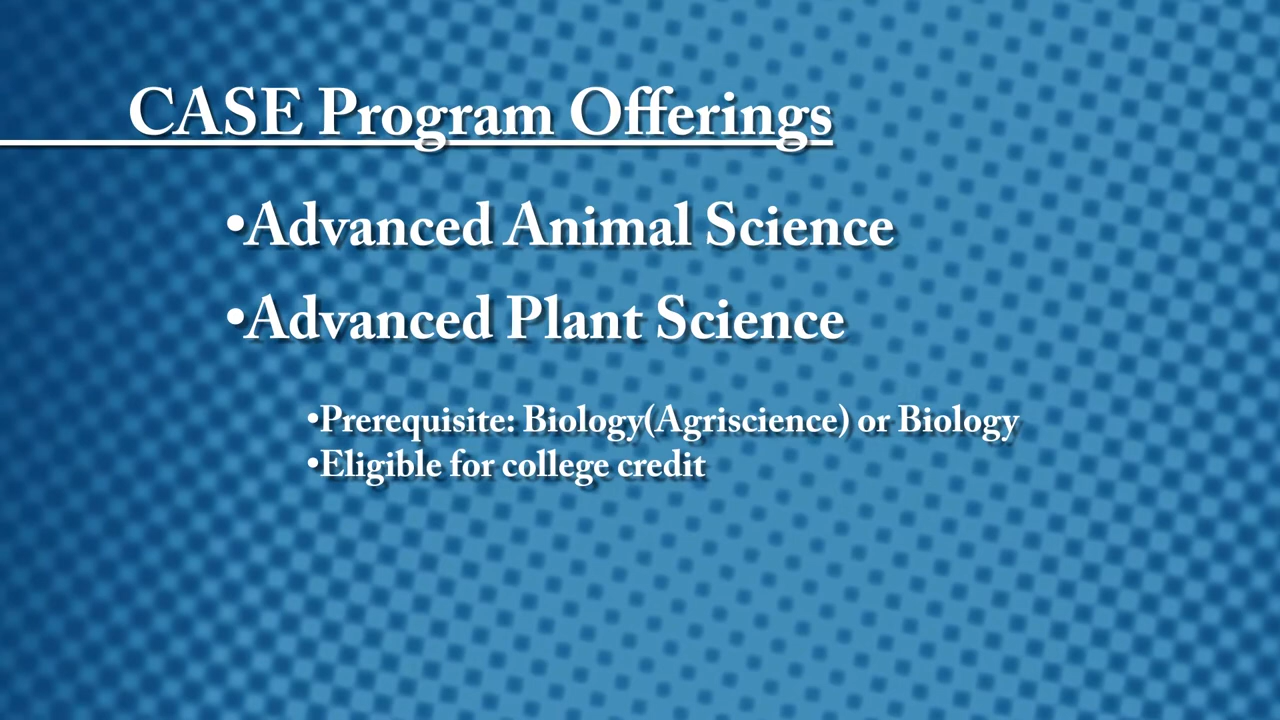 CASE Program Offerings
•Advanced Animal Science
•Advanced Plant Science
•Prerequisite: Biology(Agriscience) or Biology
•Eligible for college credit